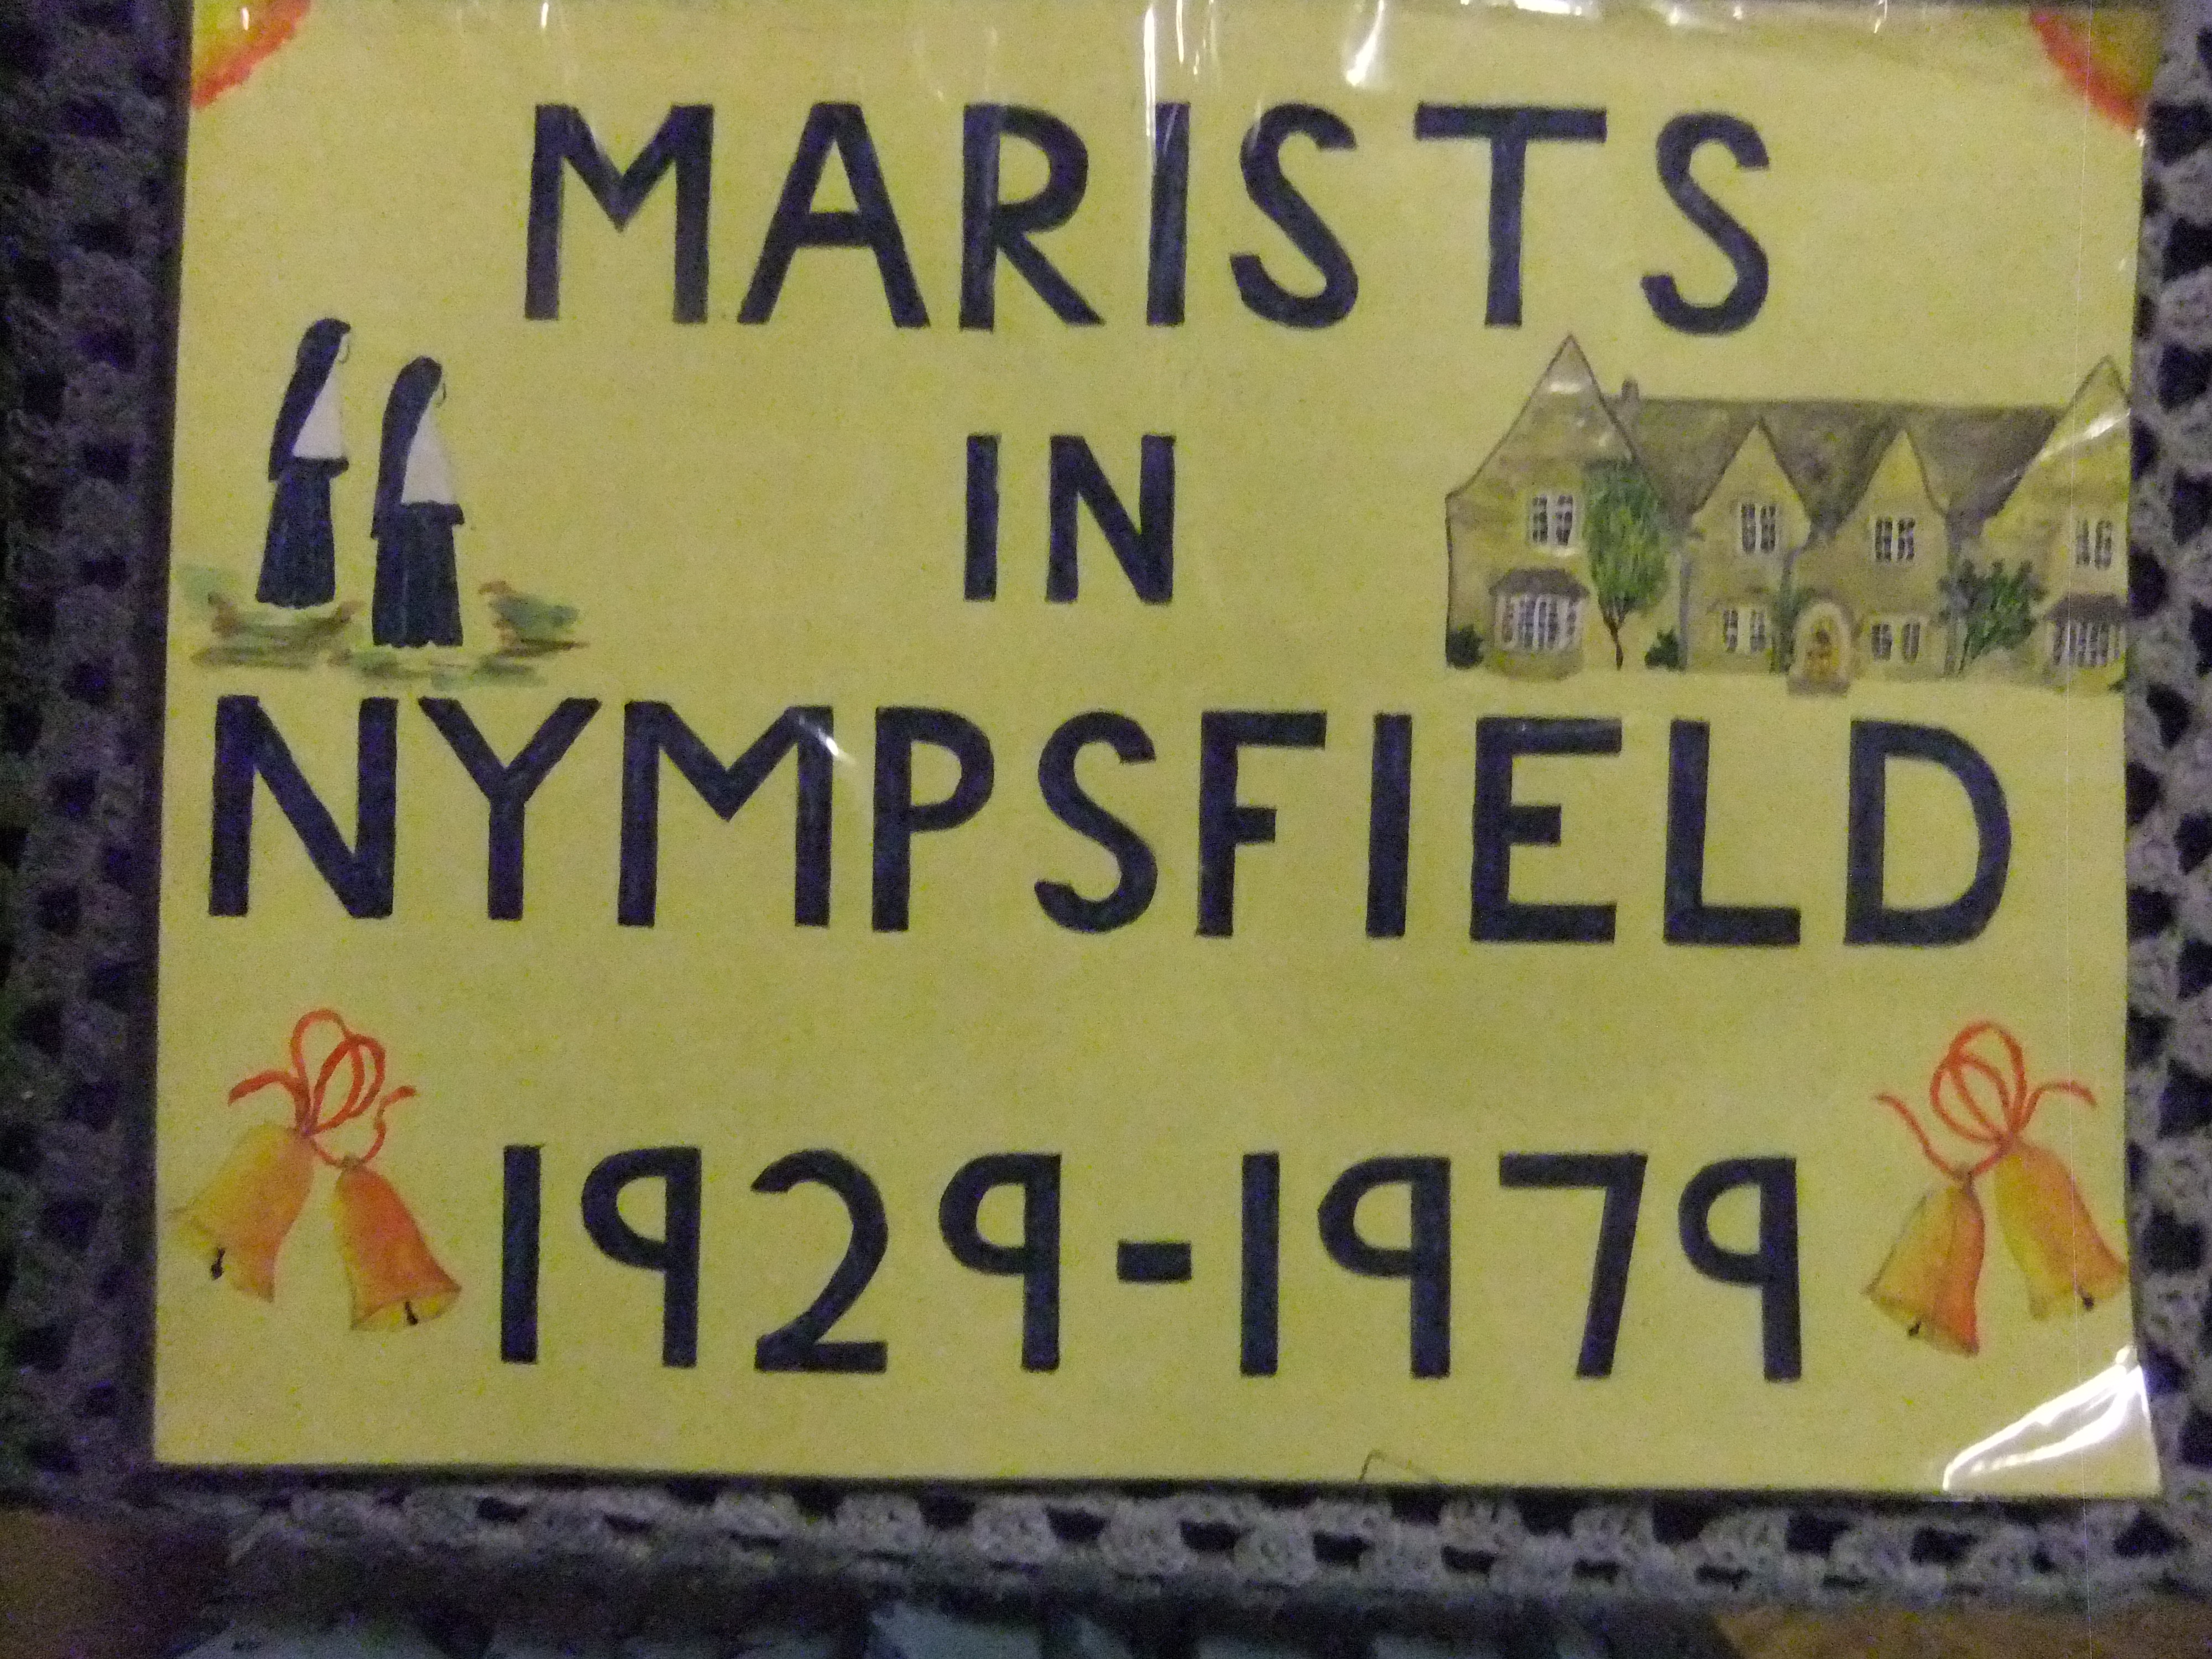 MARISTS
IN
NYMPSFIELD
1929-1979